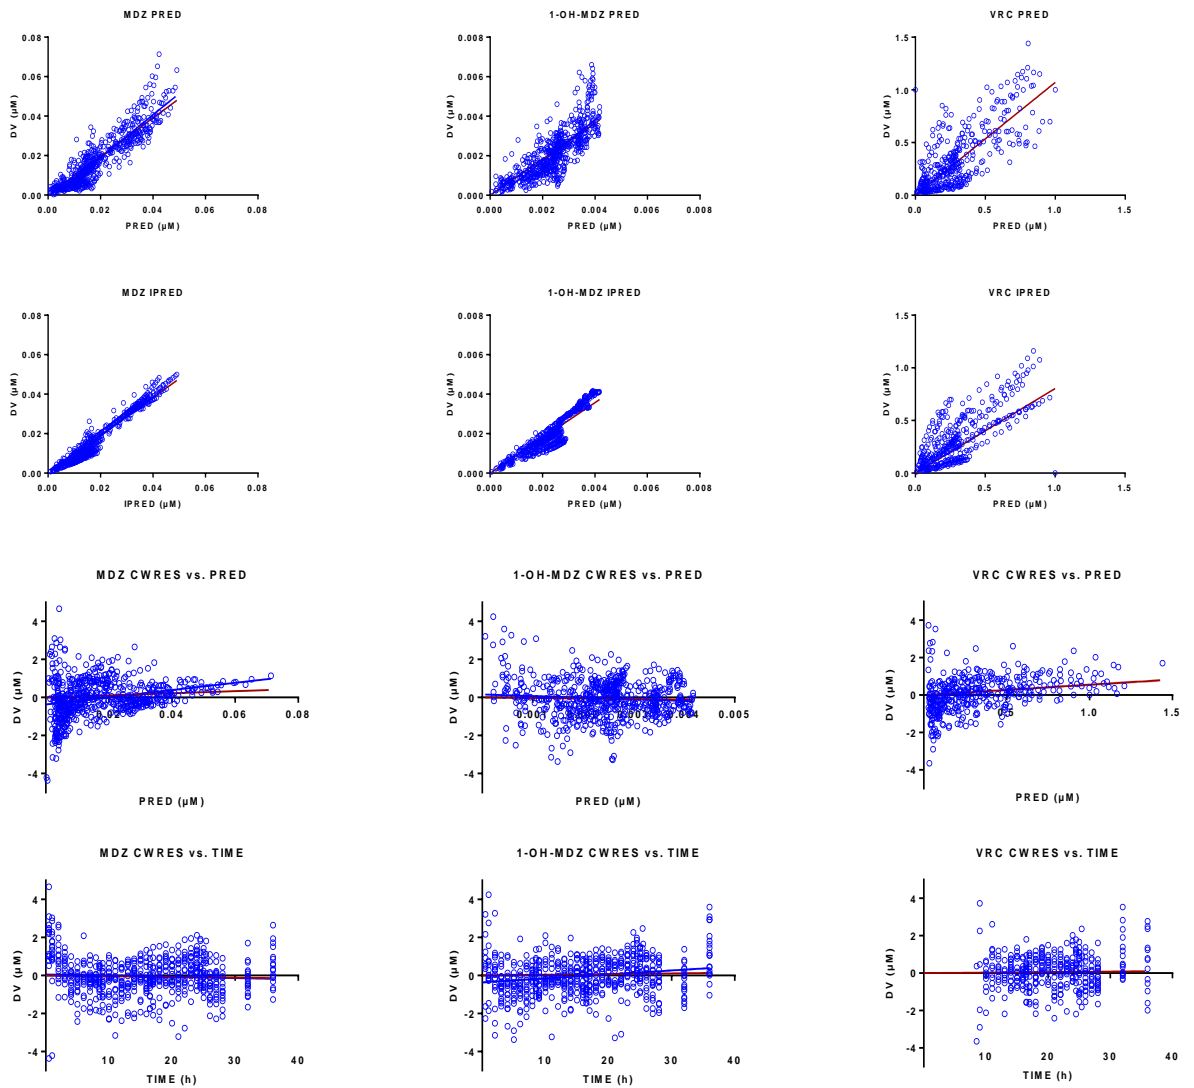 MDZ PRED
1-OH-MDZ PRED
VRC PRED
DV (µM)
0.08
0.06
0.04
0.02
0.00
0.00 0.02 0.04 0.06 0.08
PRED (µM)
DV (µM)
0.008
0.006
0.004
0.002
0.000
0.000 0.002 0.004 0.006 0.008
PRED (µM)
DV (µM)
1.5
1.0
0.5
0.0
0.0 0.5 1.0 1.5
PRED (µM)
MDZ IPRED
1-OH-MDZ IPRED
VRC IPRED
DV (µM)
0.08
0.06
0.04
0.02
0.00
0.00 0.02 0.04 0.06 0.08
IPRED (µM)
DV (µM)
0.008
0.006
0.004
0.002
0.000
0.000 0.002 0.004 0.006 0.008
PRED (µM)
DV (µM)
1.5
1.0
0.5
0.0
0.0 0.5 1.0 1.5
PRED (µM)
MDZ CWRES vs. PRED
1-OH-MDZ CWRES vs. PRED
VRC CWRES vs. PRED
DV (µM)
4
2
0
-2
-4
0.02 0.04 0.06 0.08
PRED (µM)
DV (µM)
4
2
0
-2
-4
0.001 0.002 0.003 0.004 0.005
PRED (µM)
DV (µM)
4
2
0
-2
-4
0.5 1.0 1.5
PRED (µM)
MDZ CWRES vs. TIME
1-OH-MDZ CWRES vs. TIME
VRC CWRES vs. TIME
DV (µM)
4
2
0
-2
-4
10 20 30 40
TIME (h)
DV (µM)
4
2
0
-2
-4
10 20 30 40
TIME (h)
DV (µM)
4
2
0
-2
-4
10 20 30 40
TIME (h)